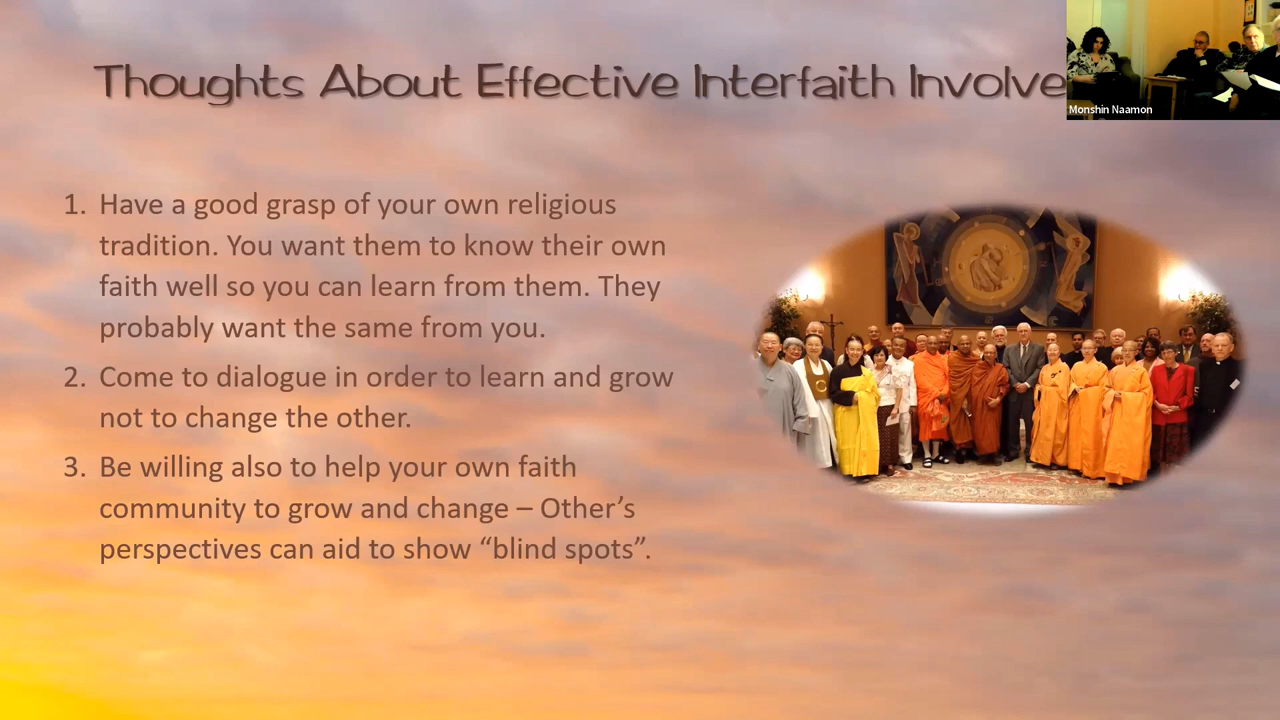 Thoughts About Effective Interfaith Involve
Monshin Naamon
1. Have a good grasp of your own religious
tradition. You want them to know their own
faith well so you can learn from them. They
probably want the same from you.
2. Come to dialogue in order to learn and grow
not to change the other.
3. Be willing also to help your own faith
community to grow and change – Other’s
perspectives can aid to show “blind spots”.